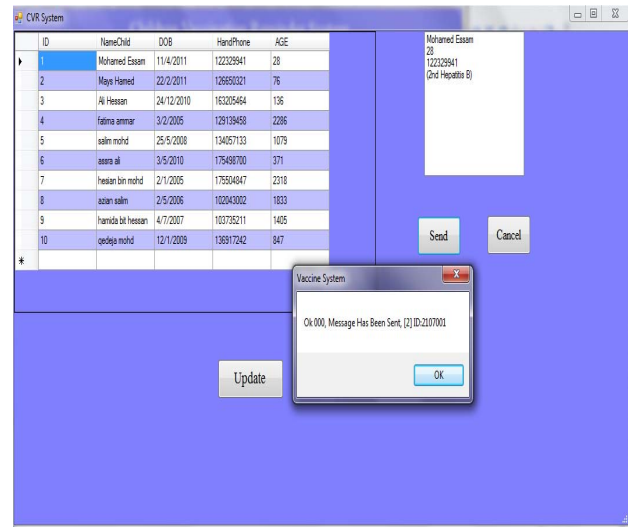 CVR System
ID NameChild DOB HandPhone AGE
1 Mohamed Essam 11/4/2011 122329941 28
2 Mays Hamed 22/2/2011 126650321 76
3 Ali Hessan 24/12/2010 163205464 136
4 fatima ammar 3/2/2005 129139458 2286
5 salim mohd 25/5/2008 134057133 1079
6 assra ali 3/5/2010 175498700 371
7 hesian bin mohd 2/1/2005 175504847 2318
8 azian salim 2/5/2006 102043002 1833
9 hamida bit hessan 4/7/2007 103735211 1405
10 qedeja mohd 12/1/2009 136917242 847
Mohamed Essam
28
122329941
(2nd Hepatitis B)
Send Cancel
Vaccine System
Ok 000, Message Has Been Sent, [2] ID:2107001
OK
Update